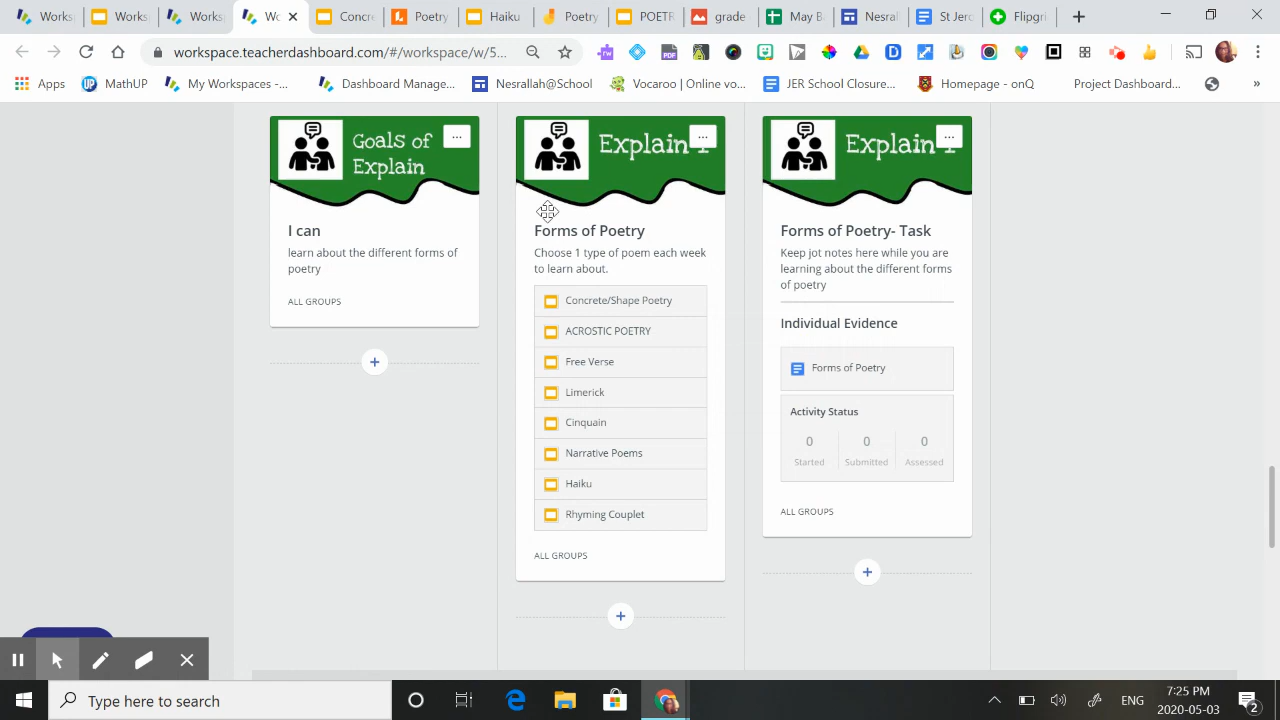 Works
Work
Works
Wo
Concre
Poetry
Haiku
Poetry
POETR
grade
May B
Nesral
St Jero
Flipgri
workspace.teacherdashboard.com/#/workspace/w/5...
Apps
MathUP
My Workspaces -...
Dashboard Manage...
Nesrallah@School
Vocaroo | Online vo...
JER School Closure...
Homepage - onQ
Project Dashboard...
»
Goals of
Explain
...
I can
learn about the different forms of
poetry
ALL GROUPS
Explain 1
...
Forms of Poetry
Choose 1 type of poem each week
to learn about.
Concrete/Shape Poetry
ACROSTIC POETRY
Free Verse
Limerick
Cinquain
Narrative Poems
Haiku
Rhyming Couplet
ALL GROUPS
Explain 1
...
Forms of Poetry- Task
Keep jot notes here while you are
learning about the different forms
of poetry
Individual Evidence
Forms of Poetry
Activity Status
0 0 0
Started Submitted Assessed
ALL GROUPS
Type here to search
ENG
7:25 PM
2020-05-03
2